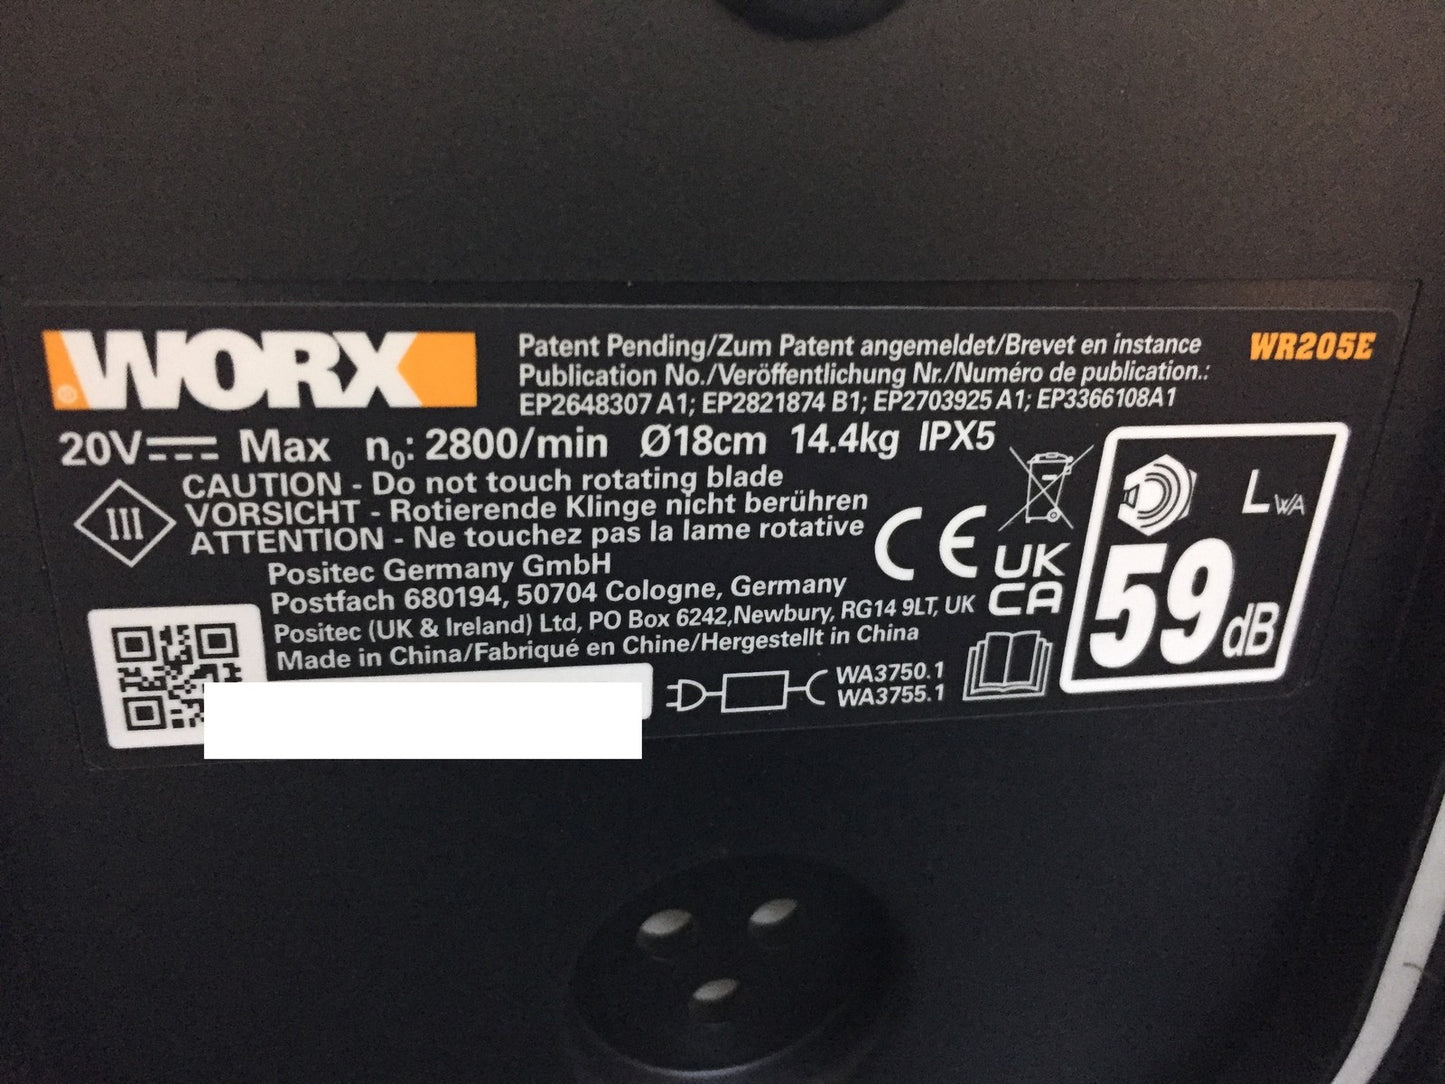 WORX
®
Patent Pending/Zum Patent angemeldet/Brevet en instance
Publication No./Veröffentlichung Nr./Numéro de publication.:
EP2648307 A1; EP2821874 B1; EP2703925 A1; EP3366108A1
WR205E
20V Max n0: 2800/min Ø18cm 14.4kg IPX5
CAUTION - Do not touch rotating blade
VORSICHT - Rotierende Klinge nicht berühren
ATTENTION - Ne touchez pas la lame rotative
III
Positec Germany GmbH
Postfach 680194, 50704 Cologne, Germany
Positec (UK & Ireland) Ltd, PO Box 6242,Newbury, RG14 9LT, UK
Made in China/Fabriqué en Chine/Hergestellt in China
WA3750.1
WA3755.1
CE
UK
CA
LWA
59dB